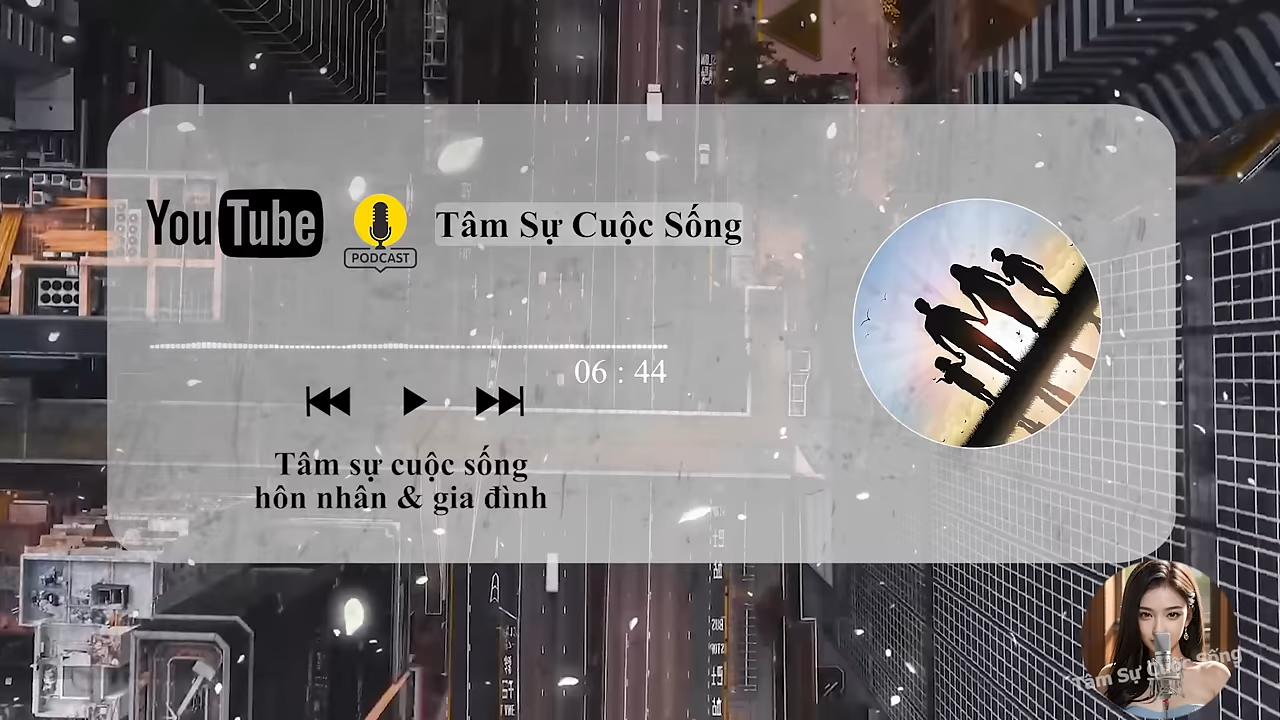 YouTube
PODCAST
Tâm Sự Cuộc Sống
06 : 44
Tâm sự cuộc sống
hôn nhân & gia đình
Tâm Sự Cuộc Sống